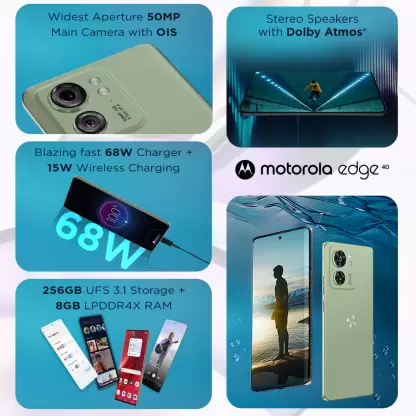 Widest Aperture 50MP
Main Camera with OIS
Stereo Speakers
with Dolby Atmos®
Blazing fast 68W Charger +
15W Wireless Charging
100%
68W
motorola edge 40
256GB UFS 3.1 Storage +
8GB LPDDR4X RAM